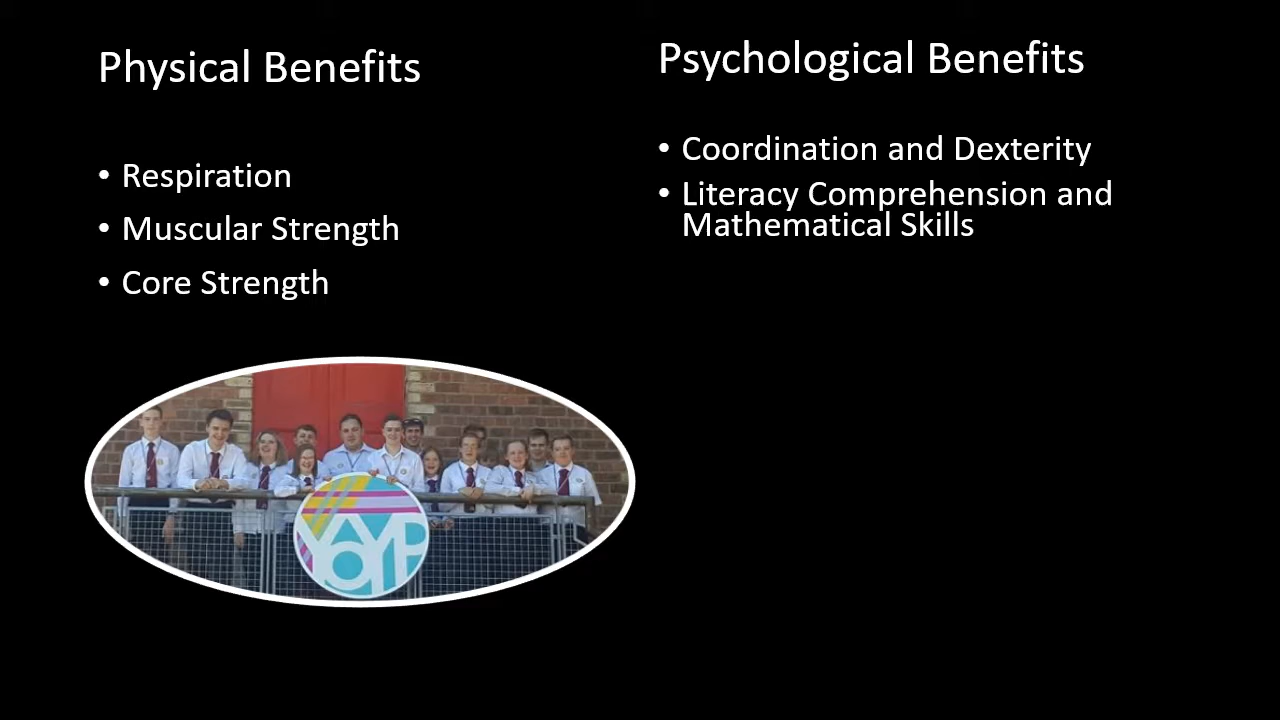 Physical Benefits
• Respiration
• Muscular Strength
• Core Strength
Psychological Benefits
• Coordination and Dexterity
• Literacy Comprehension and
Mathematical Skills